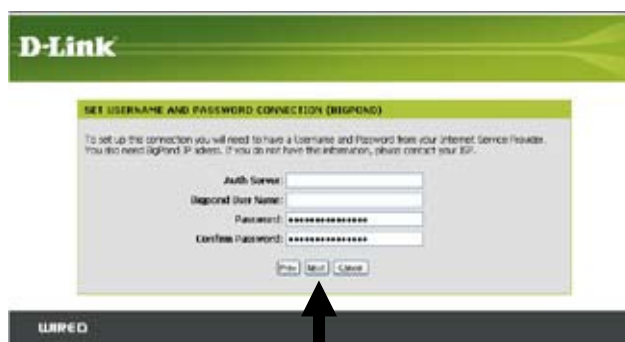 D-Link
SET USERNAME AND PASSWORD CONNECTION (BIGPOND)
To set up this connection you will need to have a Username and Password from your Internet Service Provider.
You also need BigPond IP adress. If you do not have this information, please contact your ISP.
Auth Server:
Bigpond User Name:
Password: •••••••••••••••
Confirm Password: •••••••••••••••
Prev Next Cancel
WIRED